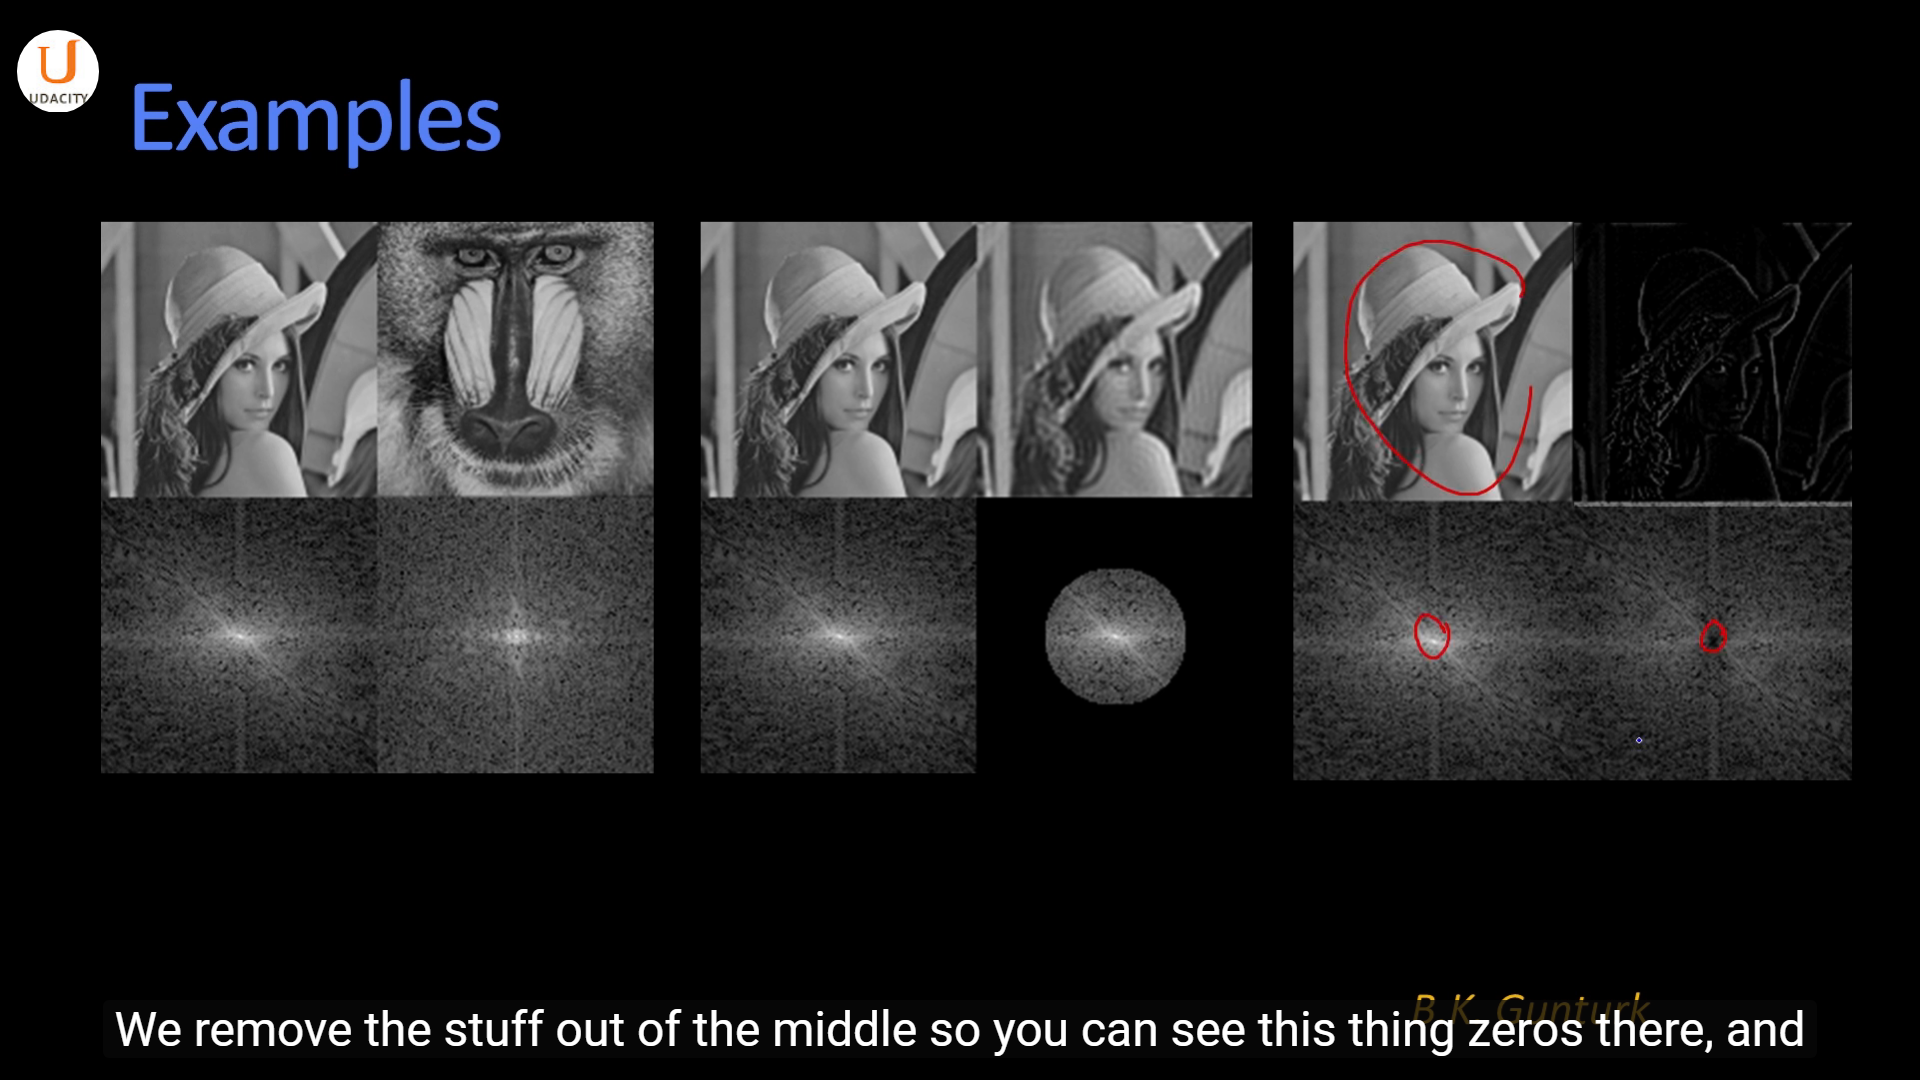 U
UDACITY
Examples
B.K. Gunturk
We remove the stuff out of the middle so you can see this thing zeros there, and